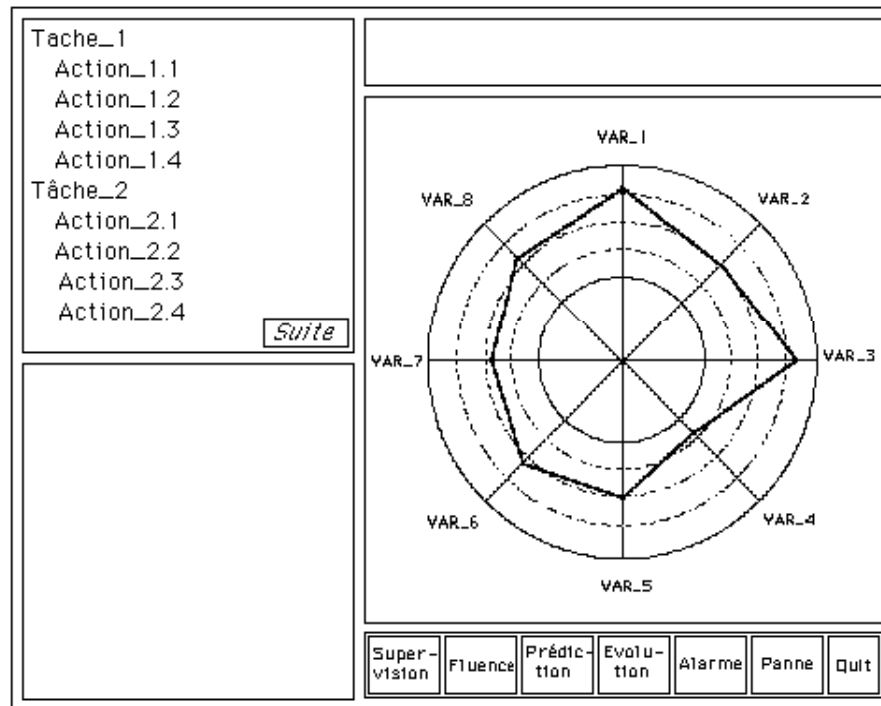 Tache_1
Action_1.1
Action_1.2
Action_1.3
Action_1.4
Tâche_2
Action_2.1
Action_2.2
Action_2.3
Action_2.4
Suite
VAR_1
VAR_8
VAR_2
VAR_7
VAR_3
VAR_6
VAR_4
VAR_5
Super-
vision
Fluence
Prédic-
tion
Evolu-
tion
Alarme
Panne
Quit